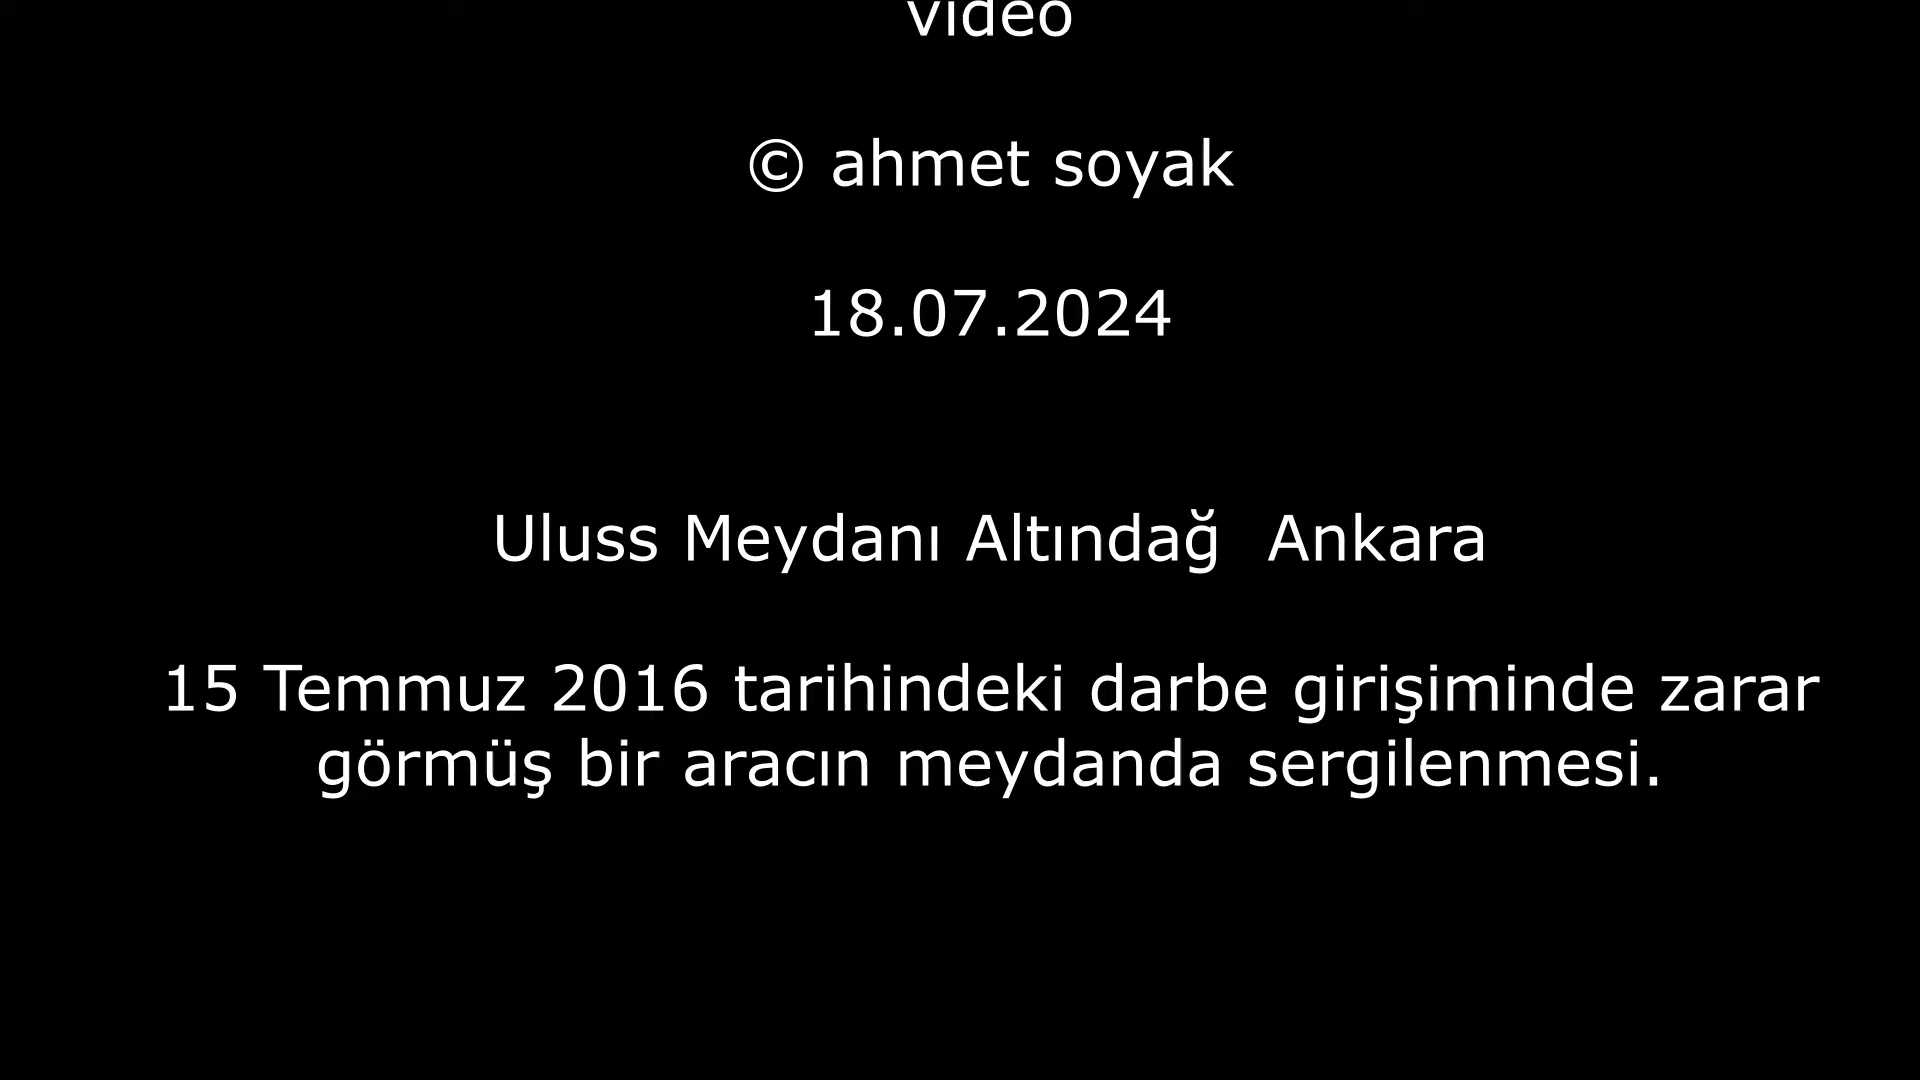 video
© ahmet soyak
18.07.2024
Uluss Meydanı Altındağ  Ankara
15 Temmuz 2016 tarihindeki darbe girişiminde zarar
görmüş bir aracın meydanda sergilenmesi.